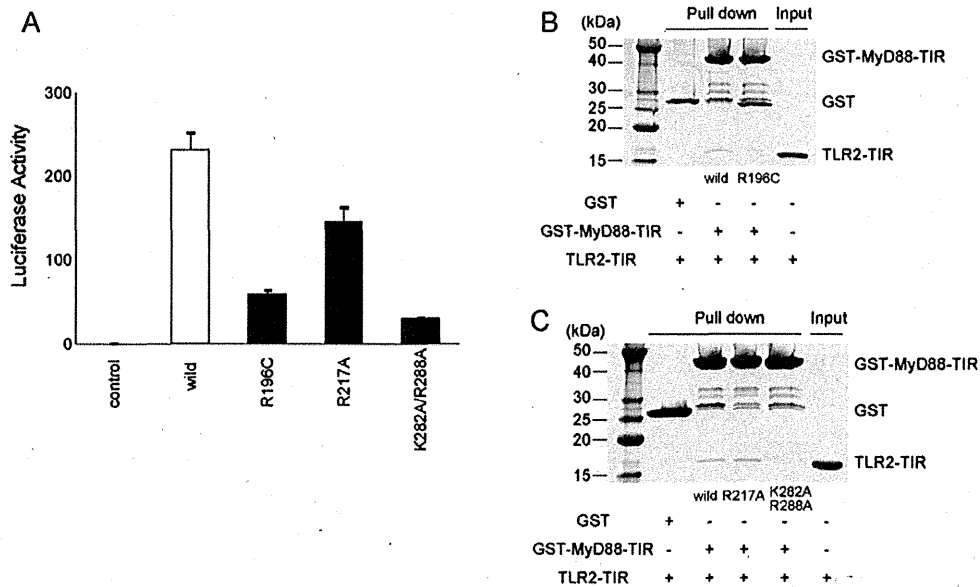 A
Luciferase Activity
300
200
100
0
control
wild
R196C
R217A
K282A/R288A
B
(kDa)
Pull down
Input
50
40
30
25
20
15
GST-MyD88-TIR
GST
TLR2-TIR
wild R196C
GST + - - -
GST-MyD88-TIR - + + -
TLR2-TIR + + + +
C
(kDa)
Pull down
Input
50
40
30
25
20
15
GST-MyD88-TIR
GST
TLR2-TIR
wild R217A K282A
R288A
GST + - - - -
GST-MyD88-TIR - + + + -
TLR2-TIR + + + + +